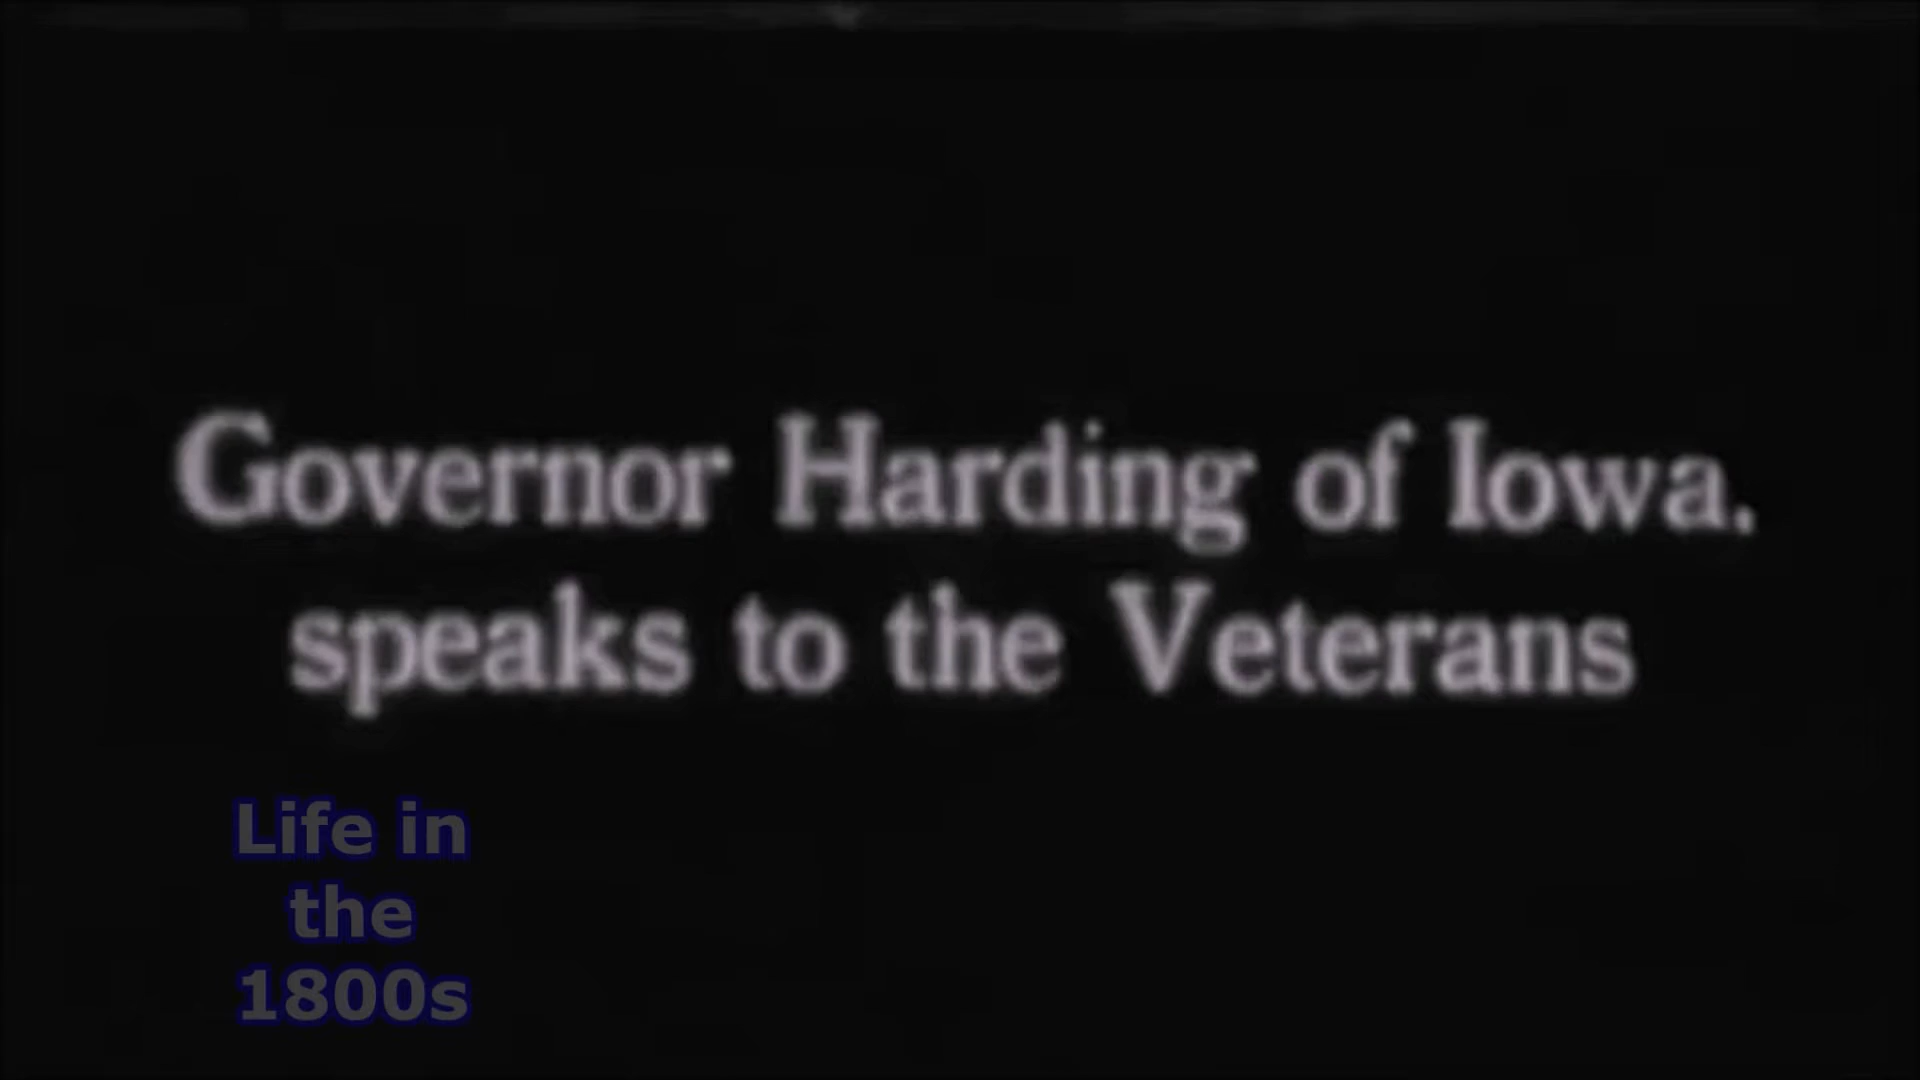 Governor Harding of Iowa.
speaks to the Veterans
Life in
the
1800s